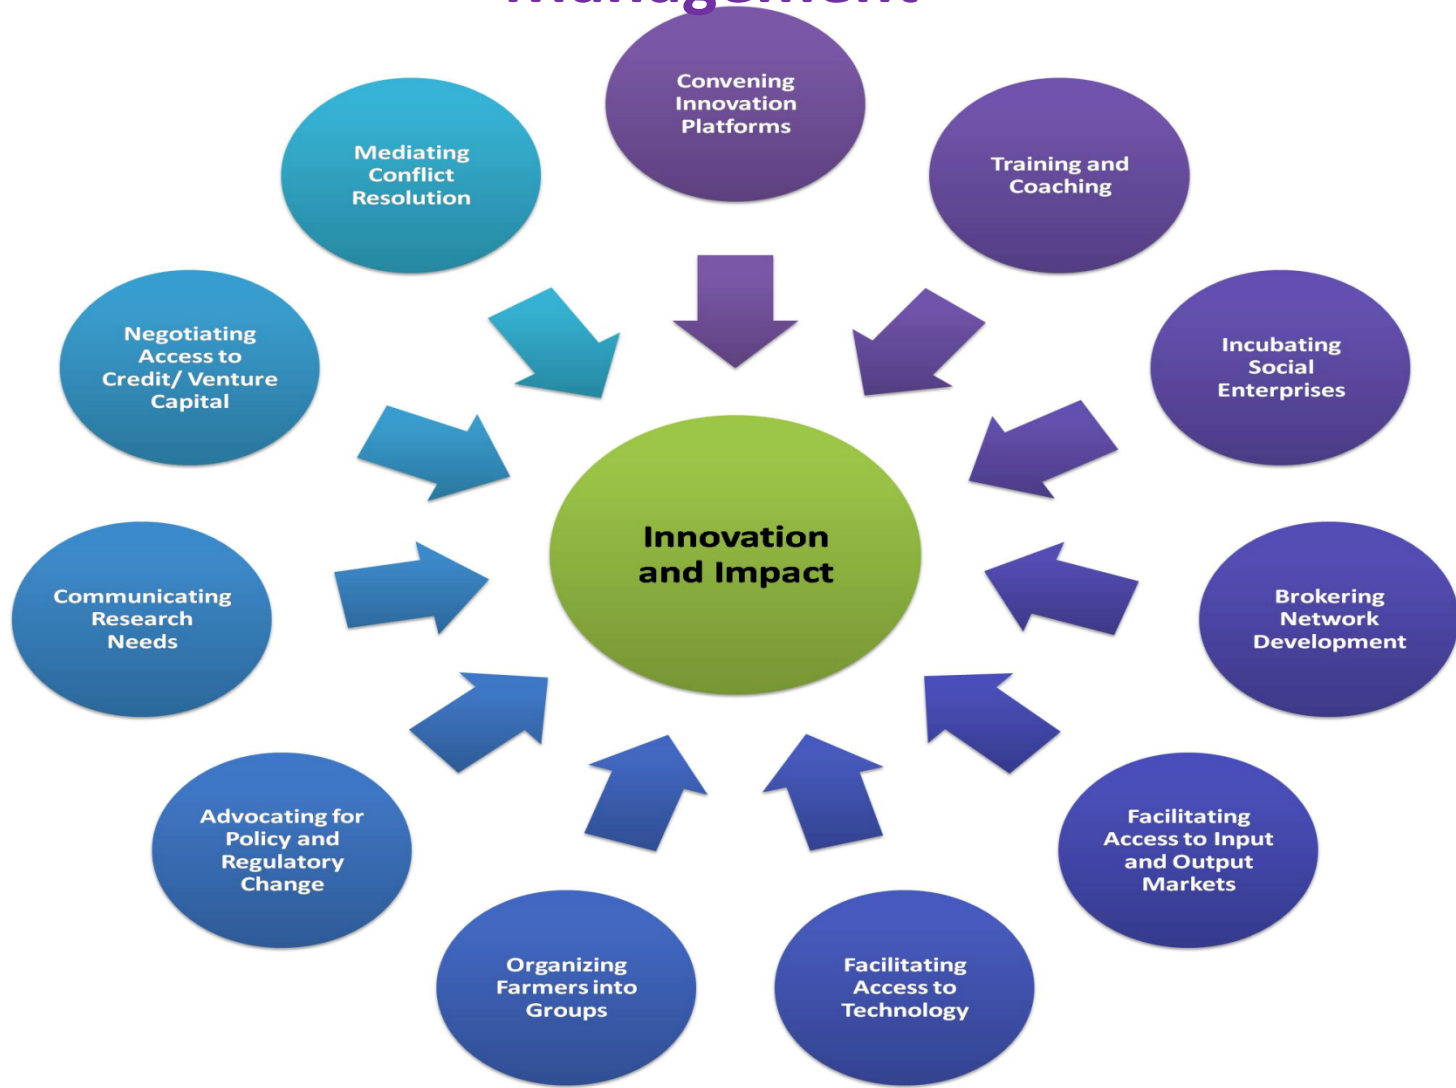 Management
Convening
Innovation
Platforms
Training and
Coaching
Incubating
Social
Enterprises
Brokering
Network
Development
Facilitating
Access to Input
and Output
Markets
Facilitating
Access to
Technology
Organizing
Farmers into
Groups
Advocating for
Policy and
Regulatory
Change
Communicating
Research
Needs
Negotiating
Access to
Credit/ Venture
Capital
Mediating
Conflict
Resolution
Innovation
and Impact